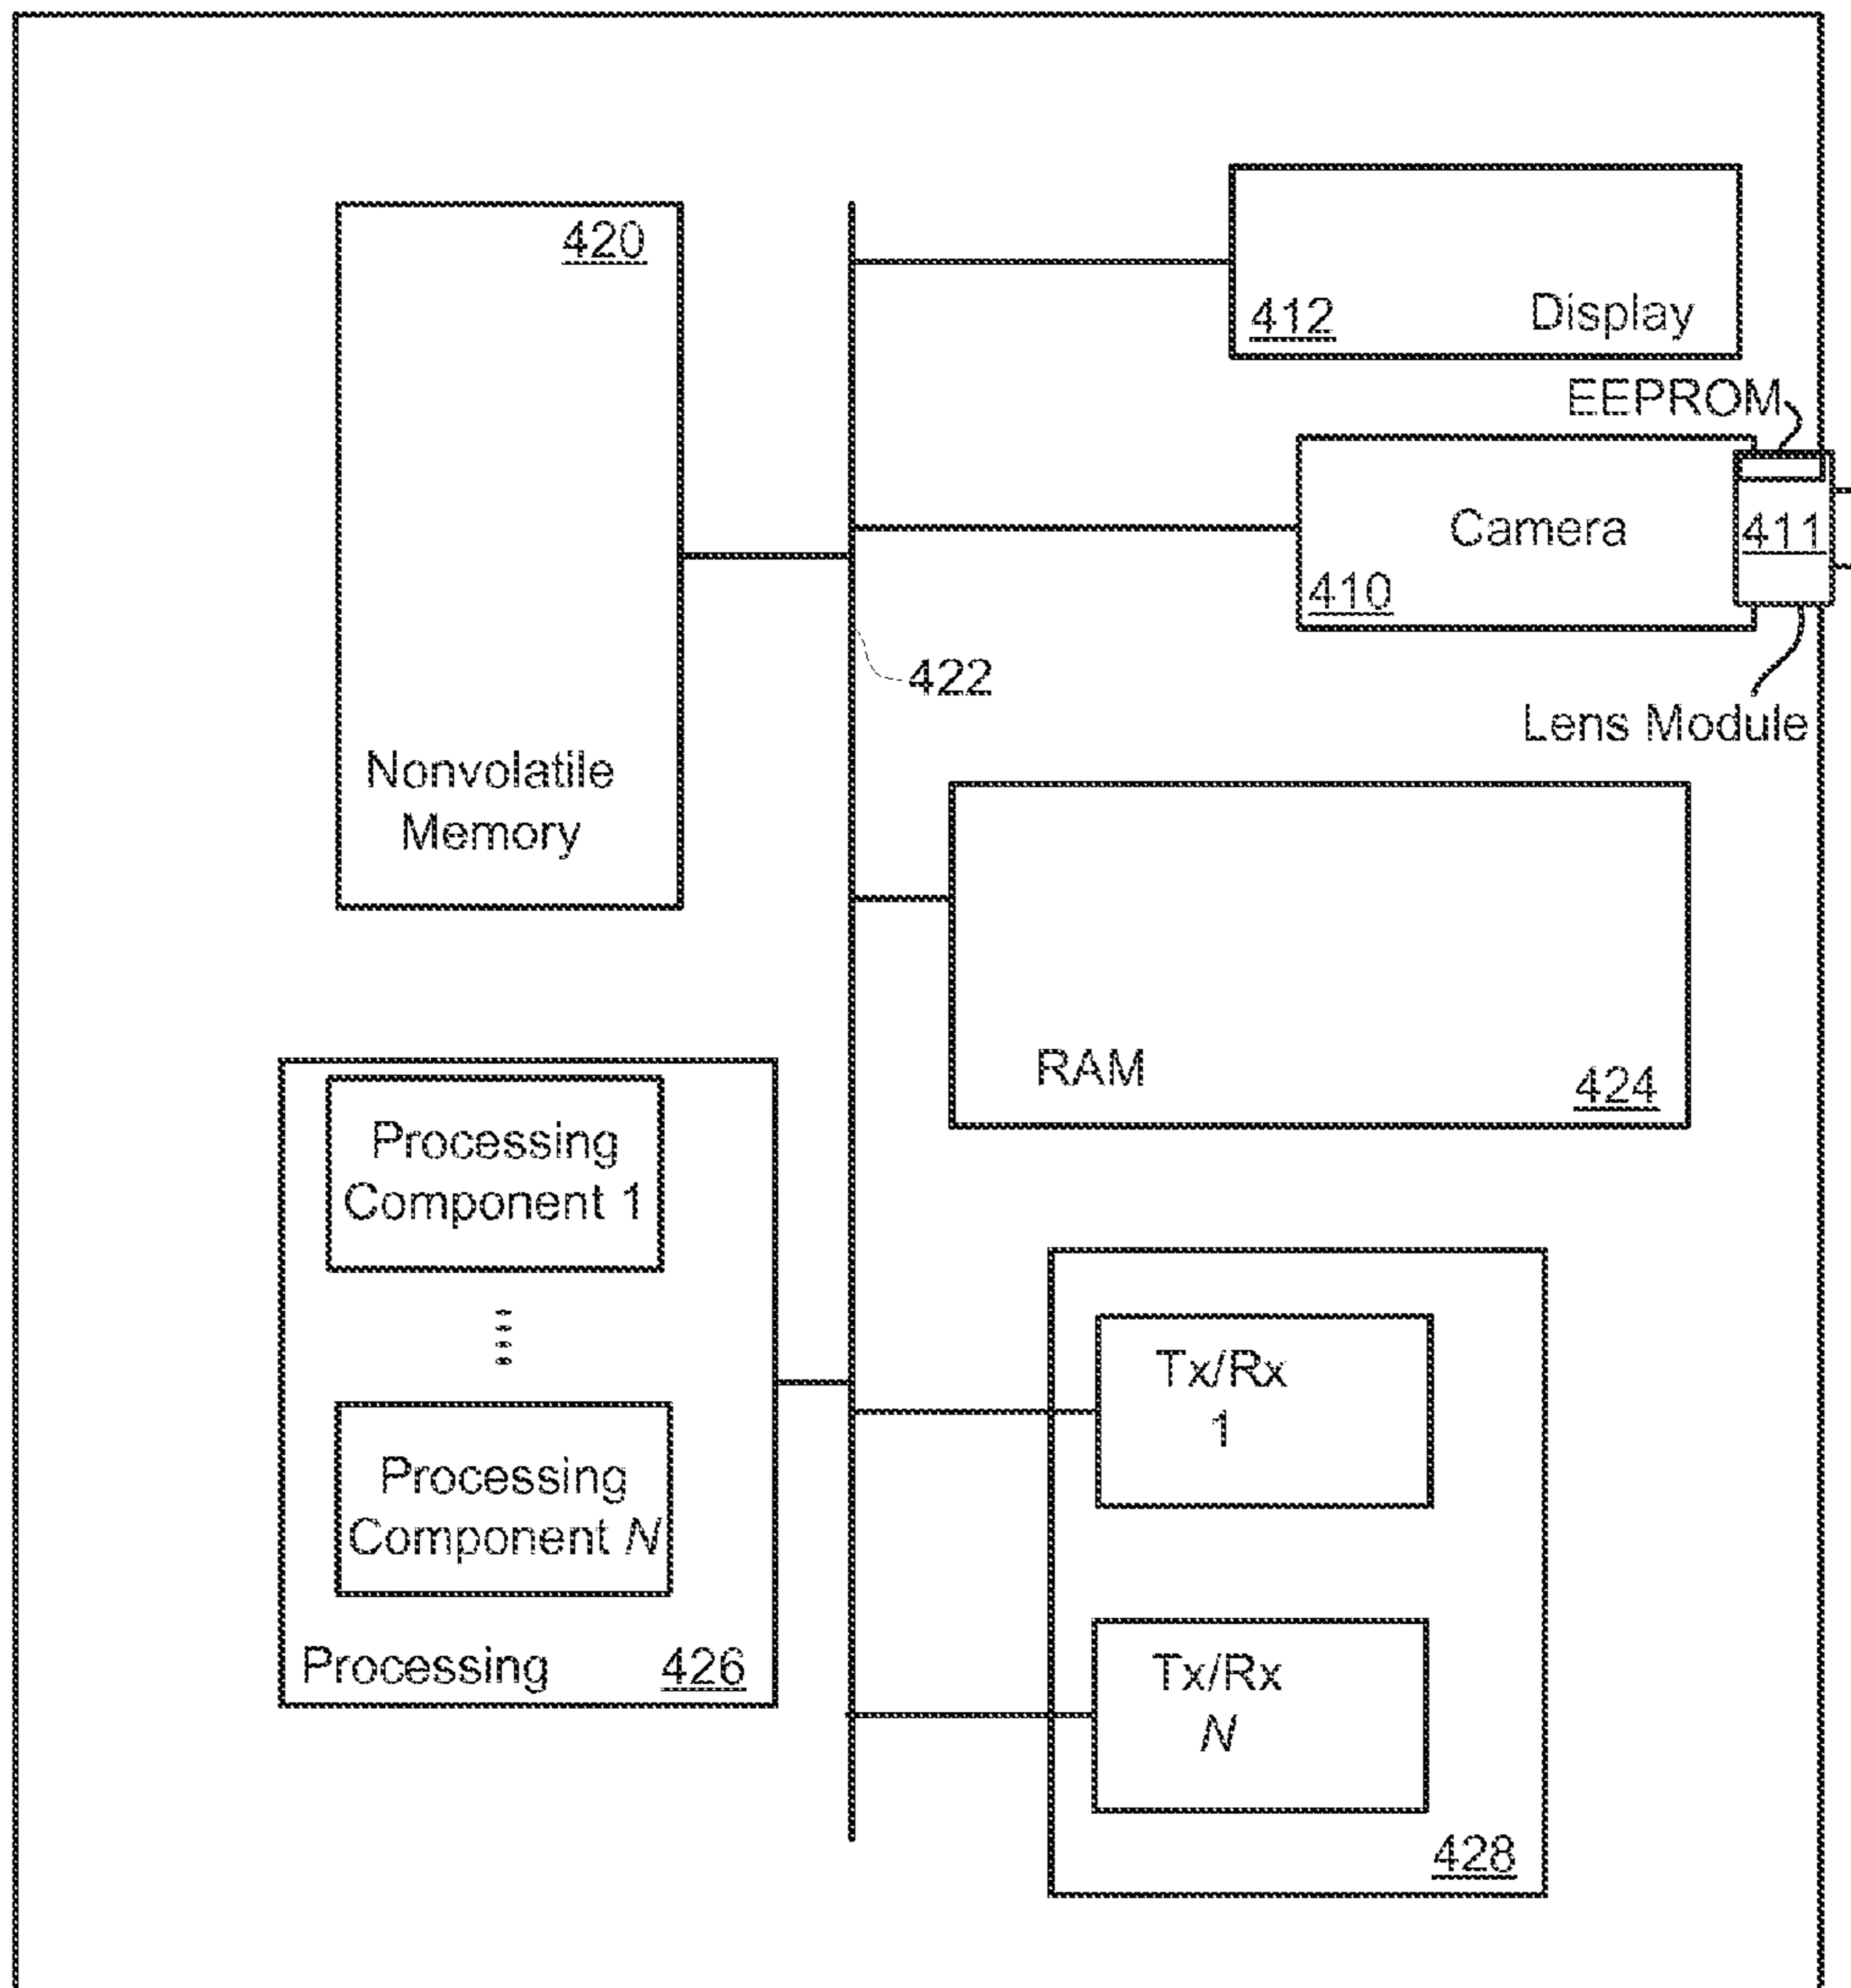 420
Nonvolatile
Memory
412
Display
EEPROM
Camera
411
410
Lens Module
422
RAM
424
Processing
Component 1
Processing
Component N
Processing
426
Tx/Rx
1
Tx/Rx
N
428